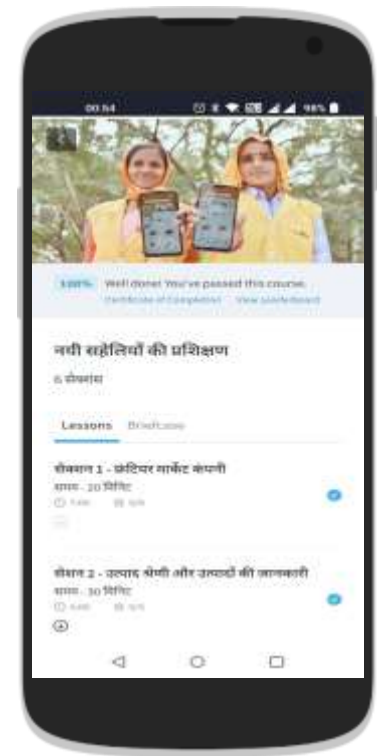 00:54 98%
100% Well done! You've passed this course.
Certificate of Completion View Leaderboard
नयी सहेलियों की प्रशिक्षण
6 सेक्शंस
Lessons Briefcase
सेक्शन 1 - फ्रंटियर मार्केट कंपनी
समय - 20 मिनिट
सेशन 2 - उत्पाद श्रेणी और उत्पादों की जानकारी
समय - 30 मिनिट